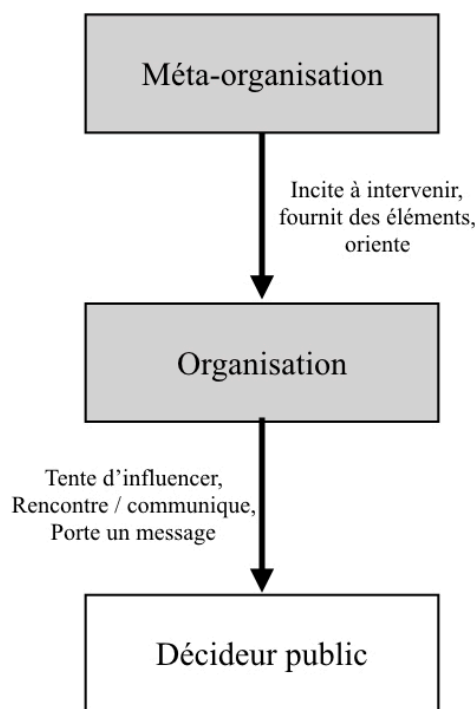 Méta-organisation
Incite à intervenir,
fournit des éléments,
oriente
Organisation
Tente d’influencer,
Rencontre / communique,
Porte un message
Décideur public